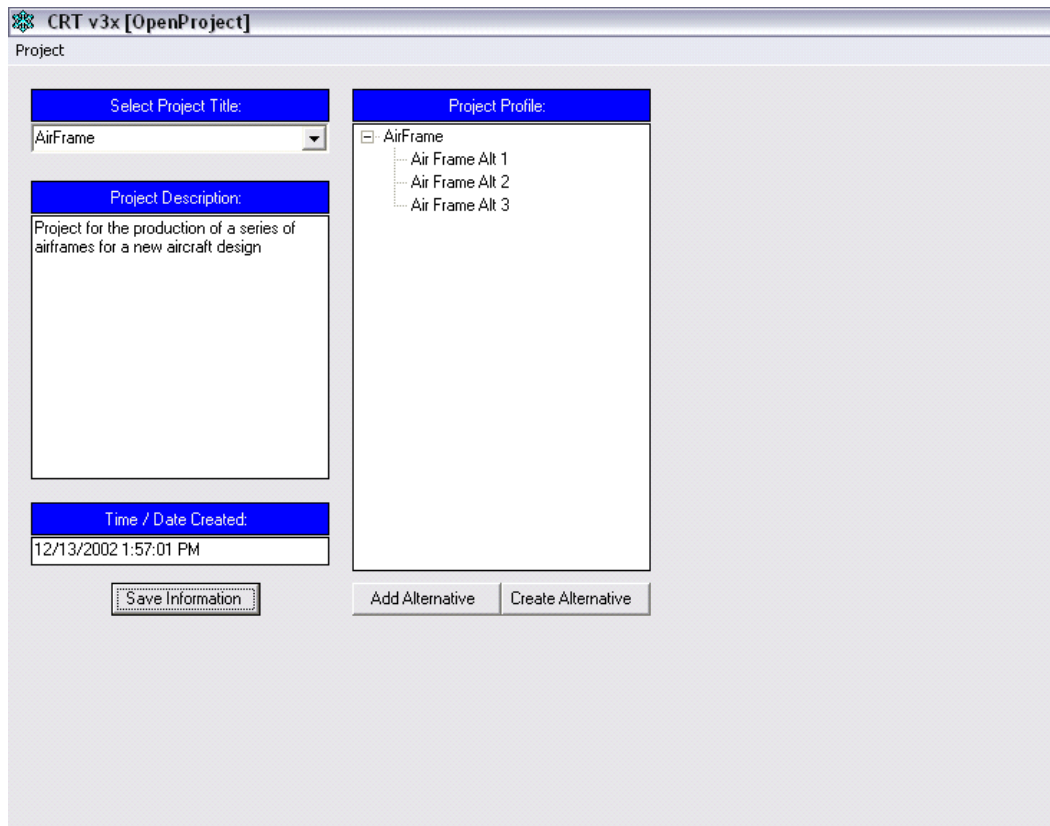 CRT v3x [OpenProject]
Project
Select Project Title:
AirFrame
Project Description:
Project for the production of a series of
airframes for a new aircraft design
Time / Date Created:
12/13/2002 1:57:01 PM
Save Information
Project Profile:
AirFrame
Air Frame Alt 1
Air Frame Alt 2
Air Frame Alt 3
Add Alternative
Create Alternative